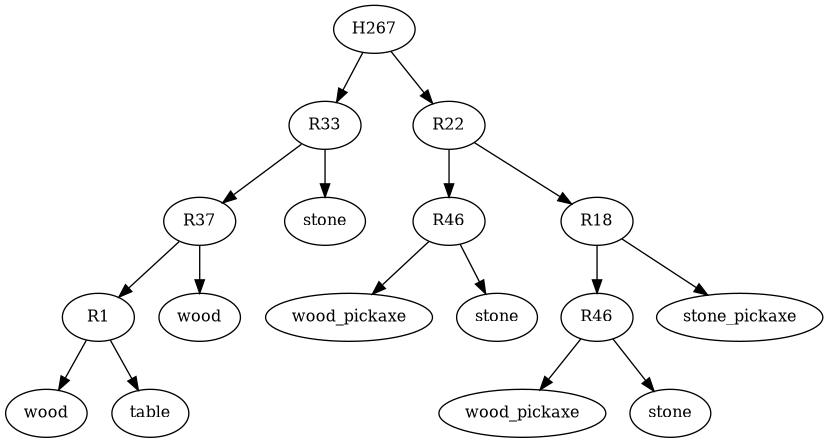 H267
R33
R22
R37
stone
R46
R18
R1
wood
wood_pickaxe
stone
R46
stone_pickaxe
wood
table
wood_pickaxe
stone